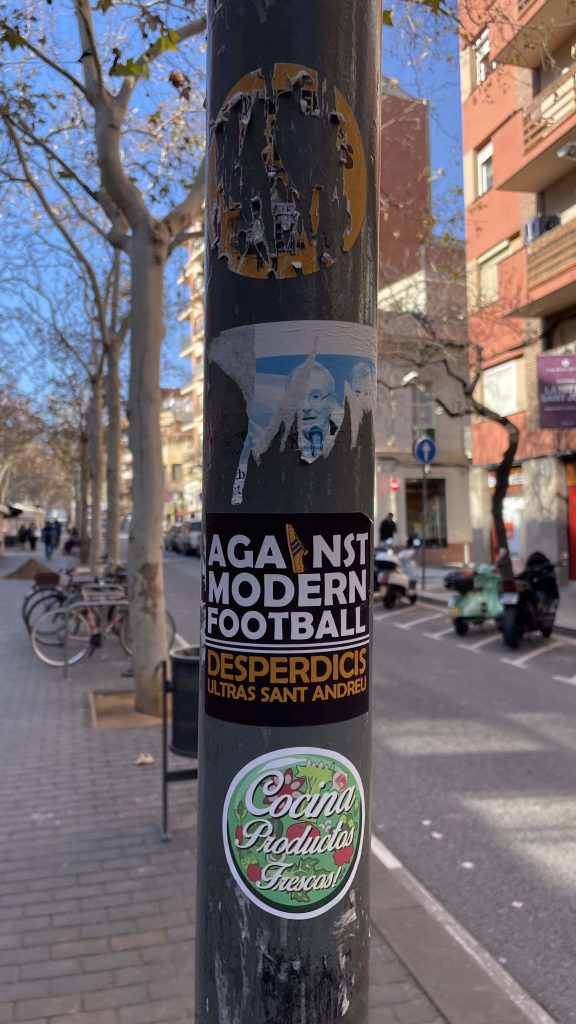 AGAINST
MODERN
FOOTBALL
DESPERDICIS
ULTRAS SANT ANDREU
Cocina
Productos
Frescos!